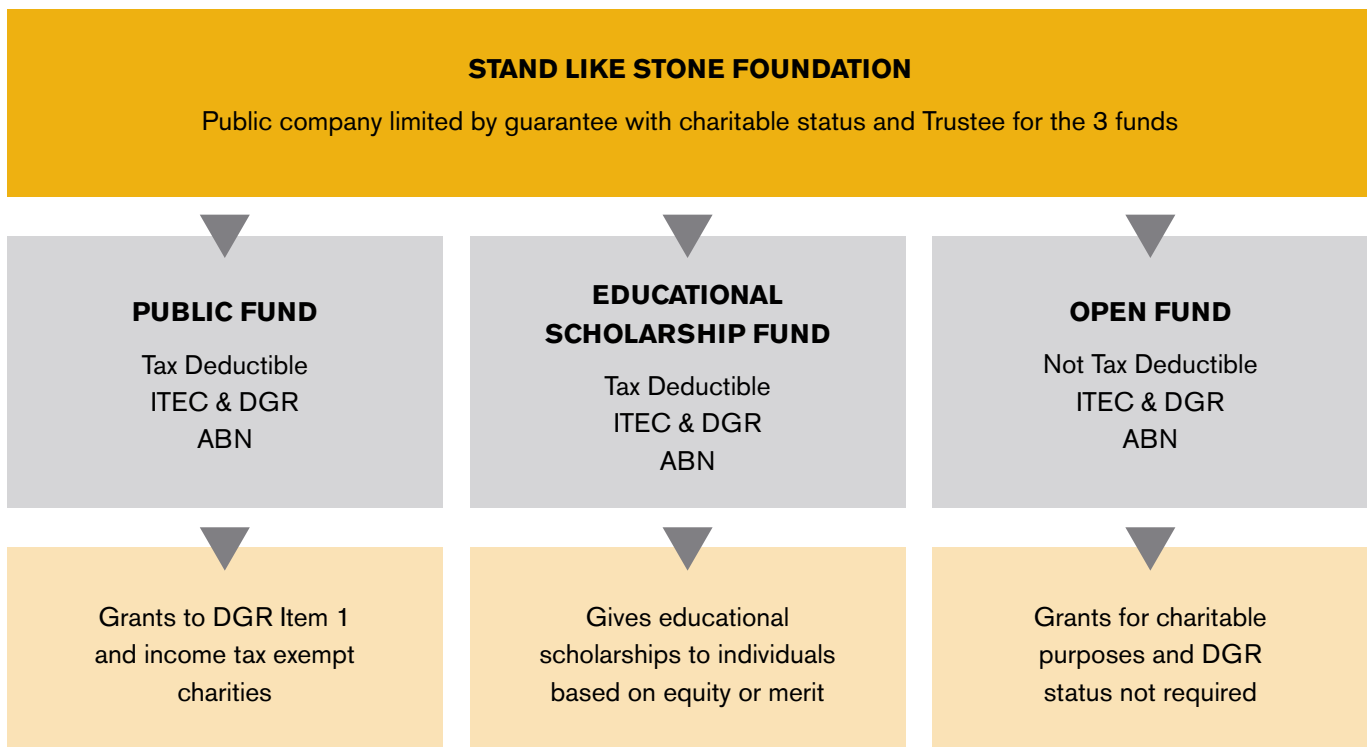 STAND LIKE STONE FOUNDATION
Public company limited by guarantee with charitable status and Trustee for the 3 funds
PUBLIC FUND
Tax Deductible
ITEC & DGR
ABN
EDUCATIONAL
SCHOLARSHIP FUND
Tax Deductible
ITEC & DGR
ABN
OPEN FUND
Not Tax Deductible
ITEC & DGR
ABN
Grants to DGR Item 1
and income tax exempt
charities
Gives educational
scholarships to individuals
based on equity or merit
Grants for charitable
purposes and DGR
status not required